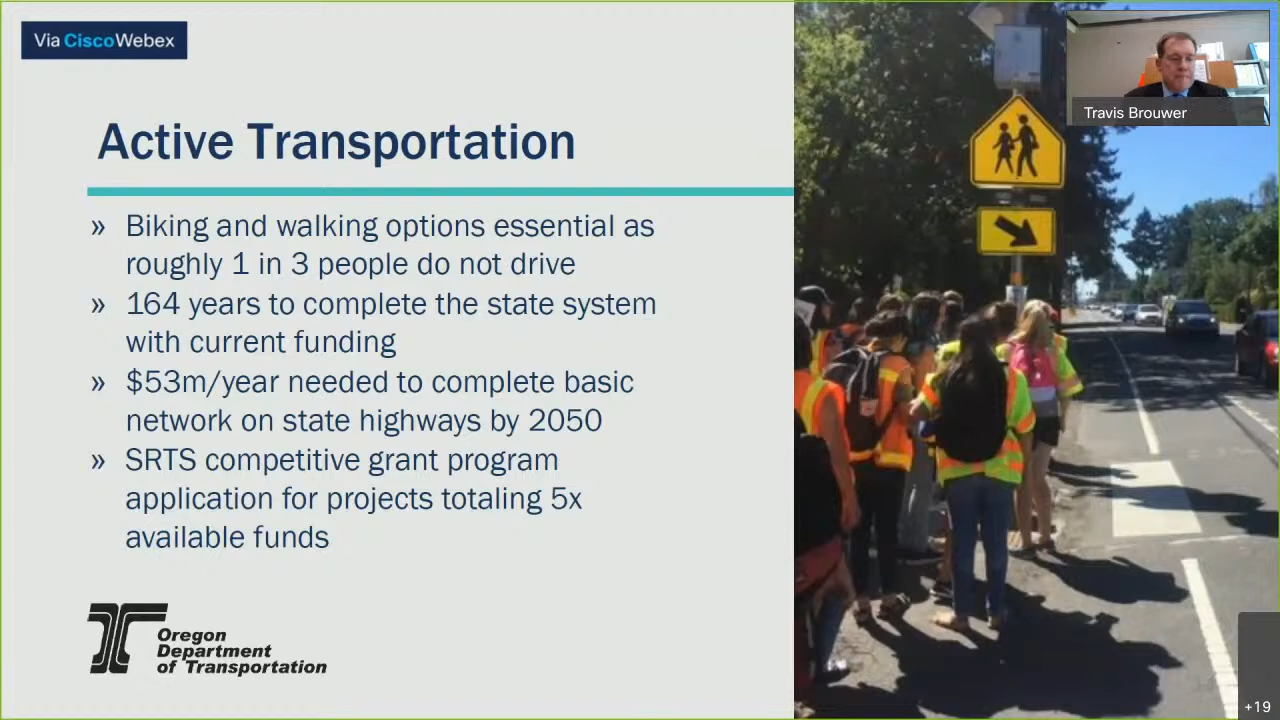 Via CiscoWebex
Travis Brouwer
Active Transportation
» Biking and walking options essential as
roughly 1 in 3 people do not drive
» 164 years to complete the state system
with current funding
» $53m/year needed to complete basic
network on state highways by 2050
» SRTS competitive grant program
application for projects totaling 5x
available funds
Oregon
Department
of Transportation
+19